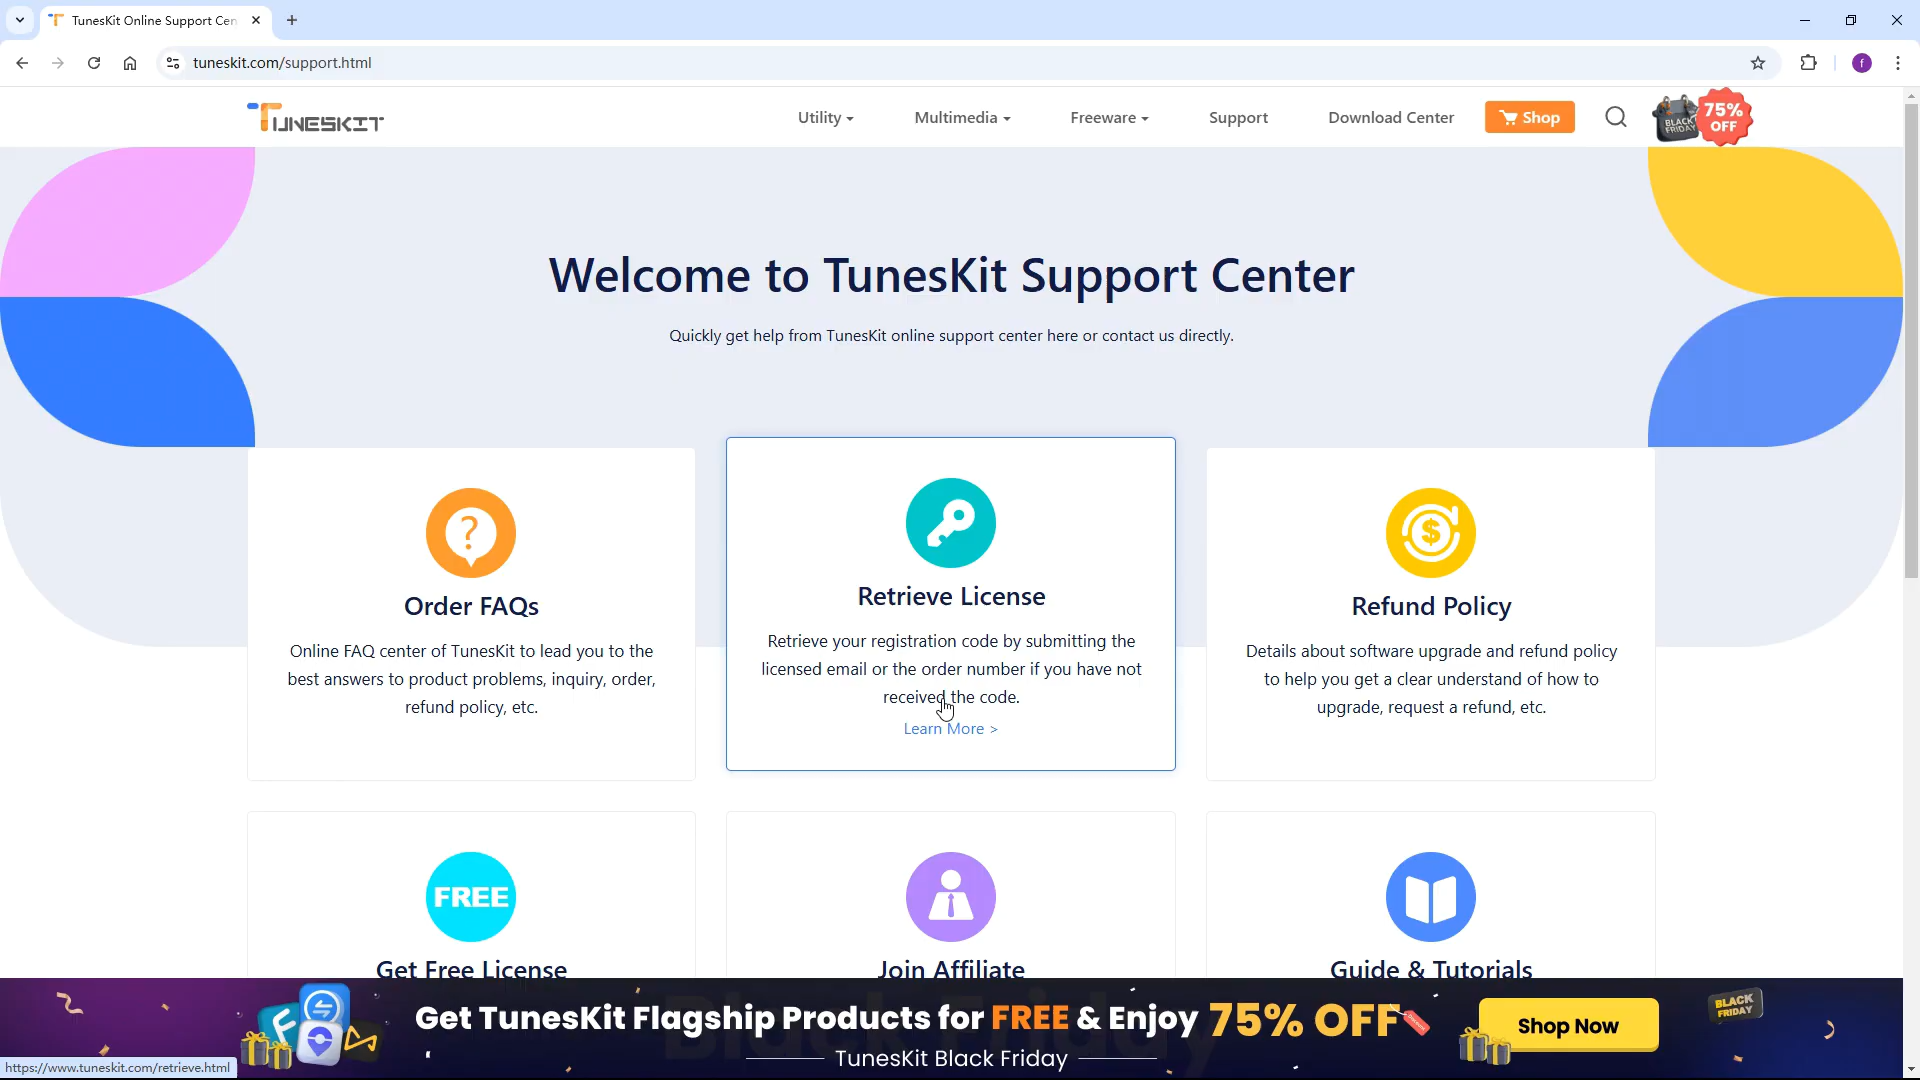 TunesKit Online Support Cen
tuneskit.com/support.html
f
TUNESKIT
Utility
Multimedia
Freeware
Support
Download Center
Shop
BLACK FRIDAY
75% OFF
Welcome to TunesKit Support Center
Quickly get help from TunesKit online support center here or contact us directly.
?
Order FAQs
Online FAQ center of TunesKit to lead you to the
best answers to product problems, inquiry, order,
refund policy, etc.
Retrieve License
Retrieve your registration code by submitting the
licensed email or the order number if you have not
received the code.
Learn More >
$
Refund Policy
Details about software upgrade and refund policy
to help you get a clear understand of how to
upgrade, request a refund, etc.
FREE
Get Free License
Join Affiliate
Guide & Tutorials
Get TunesKit Flagship Products for FREE & Enjoy 75% OFF
TunesKit Black Friday
Shop Now
BLACK
FRIDAY
https://www.tuneskit.com/retrieve.html